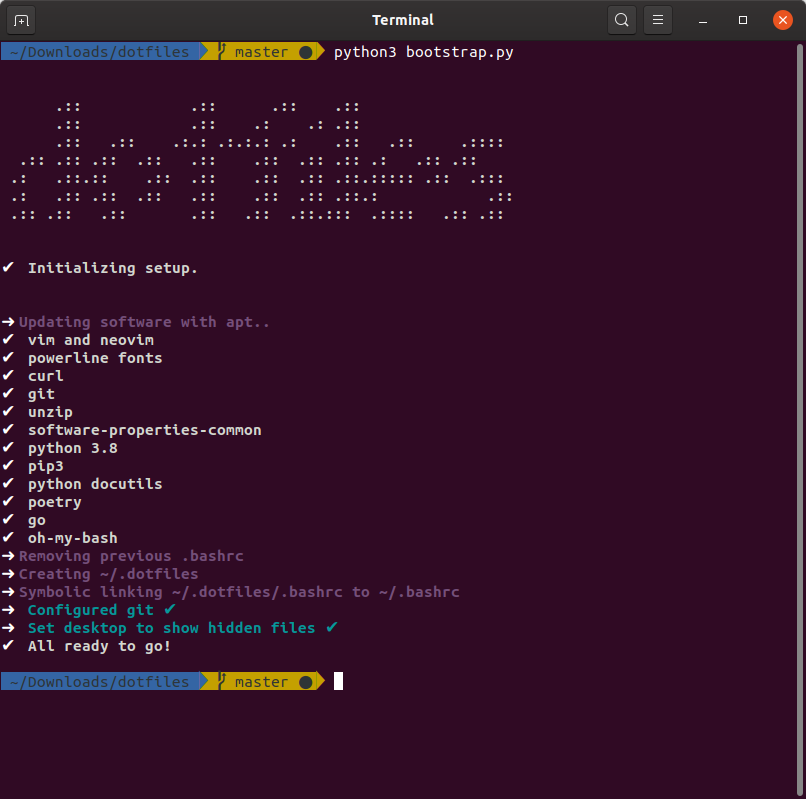 Terminal
~/Downloads/dotfiles master ● python3 bootstrap.py
dotfiles
✔ Initializing setup.
➜ Updating software with apt..
✔ vim and neovim
✔ powerline fonts
✔ curl
✔ git
✔ unzip
✔ software-properties-common
✔ python 3.8
✔ pip3
✔ python docutils
✔ poetry
✔ go
✔ oh-my-bash
➜ Removing previous .bashrc
➜ Creating ~/.dotfiles
➜ Symbolic linking ~/.dotfiles/.bashrc to ~/.bashrc
➜ Configured git ✔
➜ Set desktop to show hidden files ✔
✔ All ready to go!
~/Downloads/dotfiles master ●